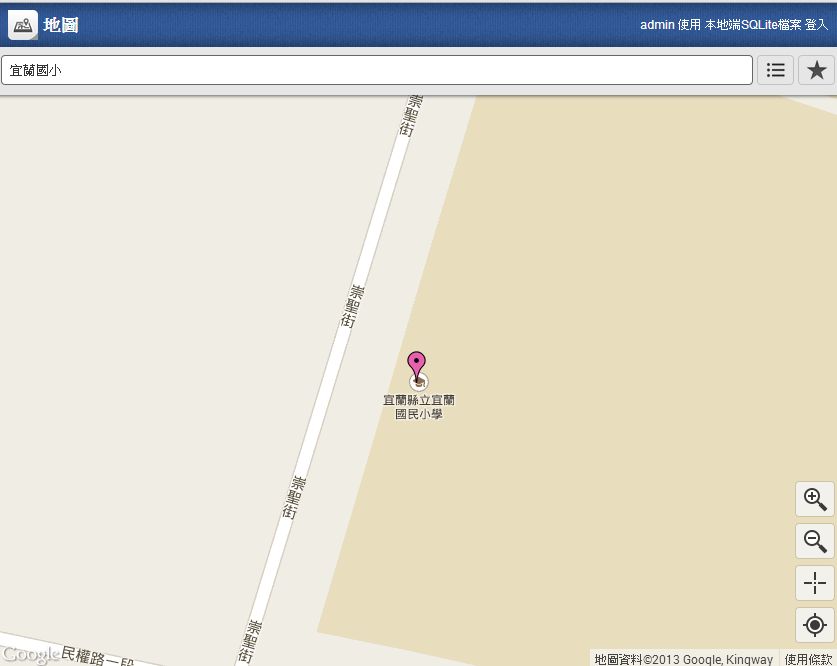 地圖
admin 使用 本地端SQLite檔案 登入
宜蘭國小
崇聖街
崇聖街
宜蘭縣立宜蘭
國民小學
崇聖街
崇聖街
Google
民權路一段
地圖資料©2013 Google, Kingway
使用條款